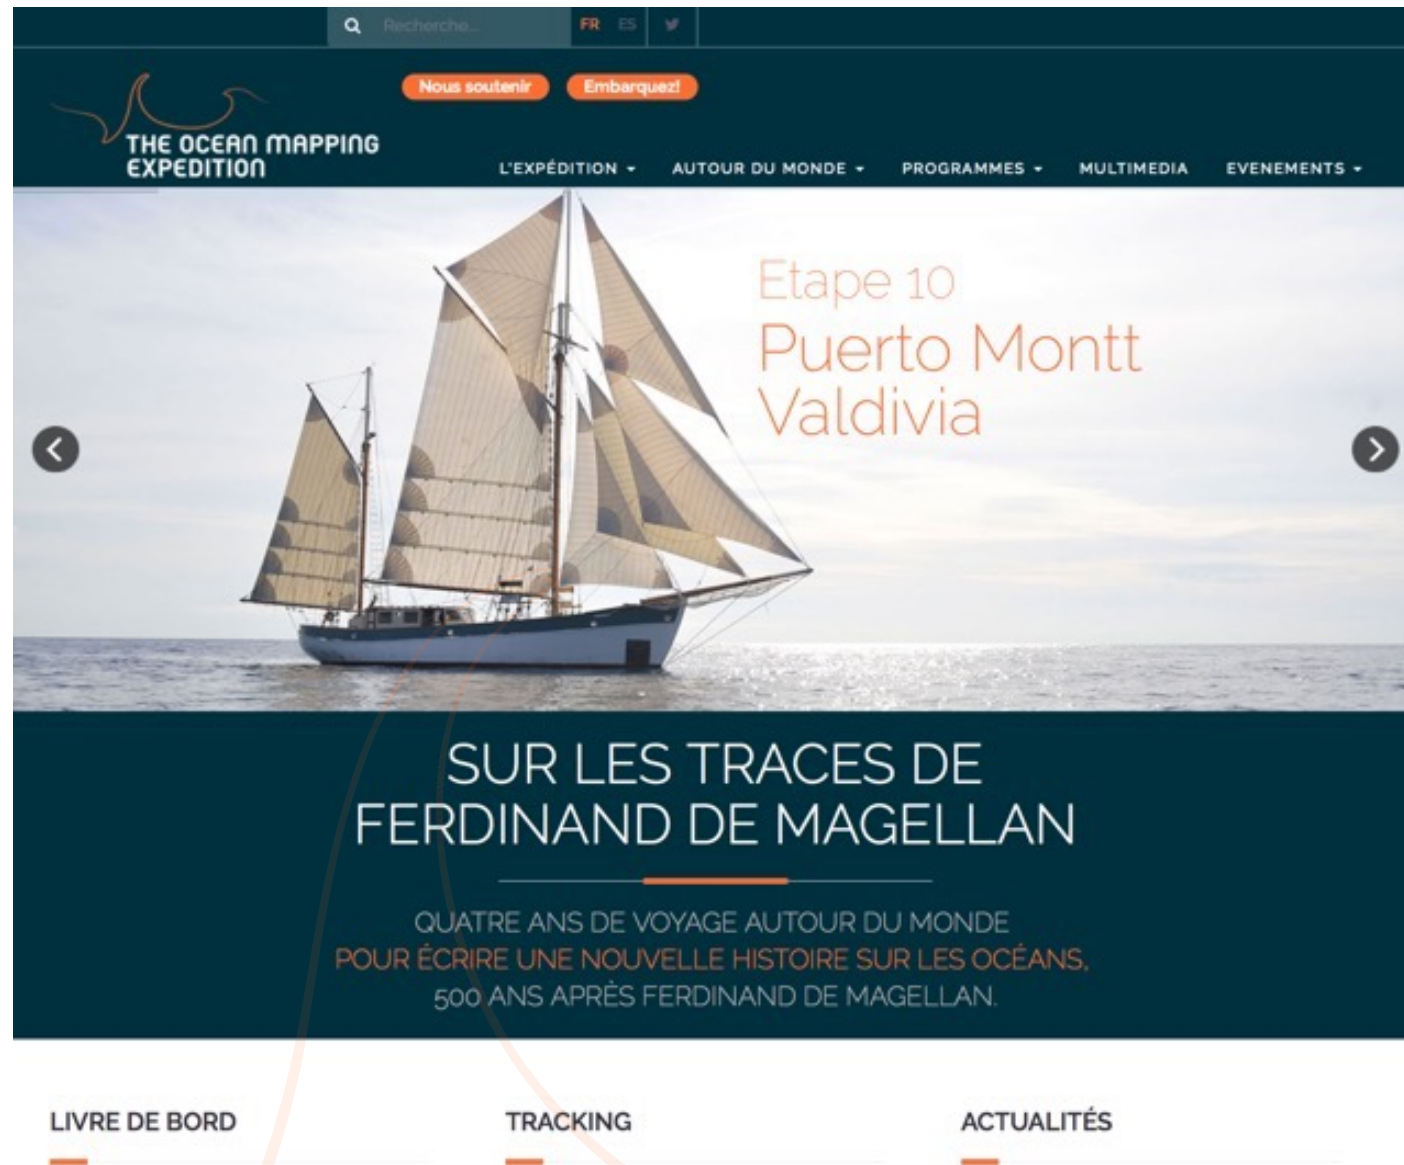 Recherche...
FR ES
Nous soutenir Embarquez!
THE OCEAN MAPPING
EXPEDITION
L'EXPÉDITION AUTOUR DU MONDE PROGRAMMES MULTIMEDIA EVENEMENTS
Etape 10
Puerto Montt
Valdivia
SUR LES TRACES DE
FERDINAND DE MAGELLAN
QUATRE ANS DE VOYAGE AUTOUR DU MONDE
POUR ÉCRIRE UNE NOUVELLE HISTOIRE SUR LES OCÉANS,
500 ANS APRÈS FERDINAND DE MAGELLAN.
LIVRE DE BORD TRACKING ACTUALITÉS